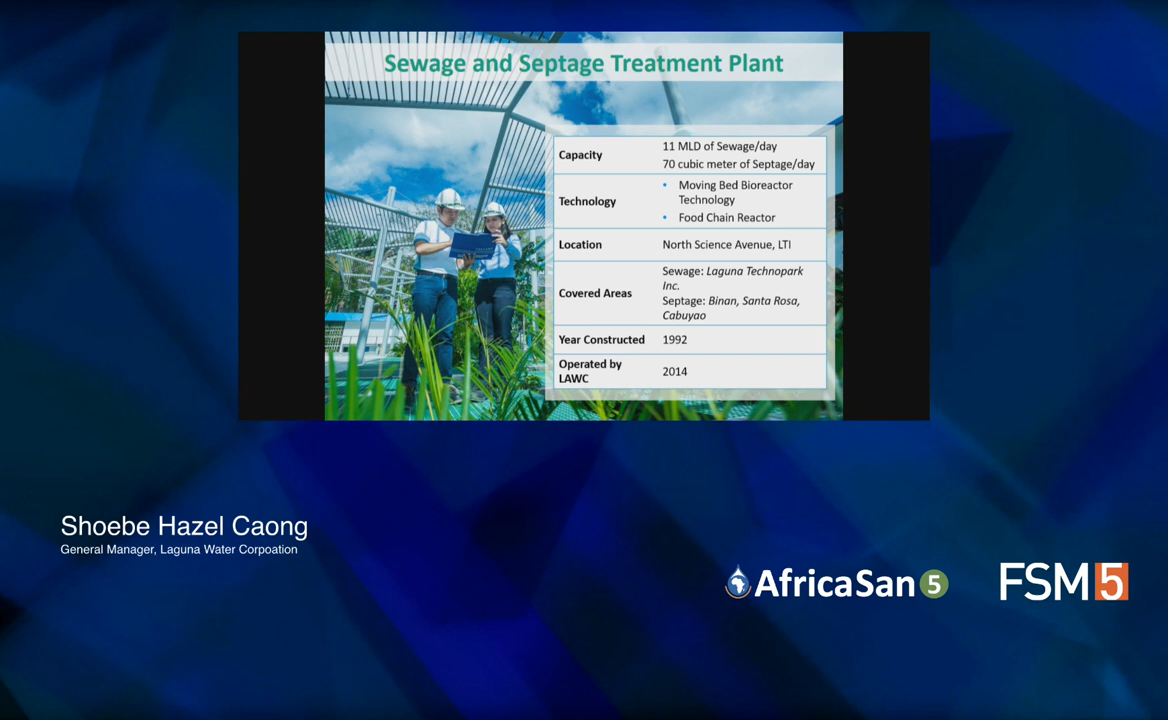 Sewage and Septage Treatment Plant
Capacity
11 MLD of Sewage/day
70 cubic meter of Septage/day
Technology
• Moving Bed Bioreactor
Technology
• Food Chain Reactor
Location
North Science Avenue, LTI
Covered Areas
Sewage: Laguna Technopark
Inc.
Septage: Binan, Santa Rosa,
Cabuyao
Year Constructed
1992
Operated by
LAWC
2014
Shoebe Hazel Caong
General Manager, Laguna Water Corpoation
AfricaSan 5
FSM5